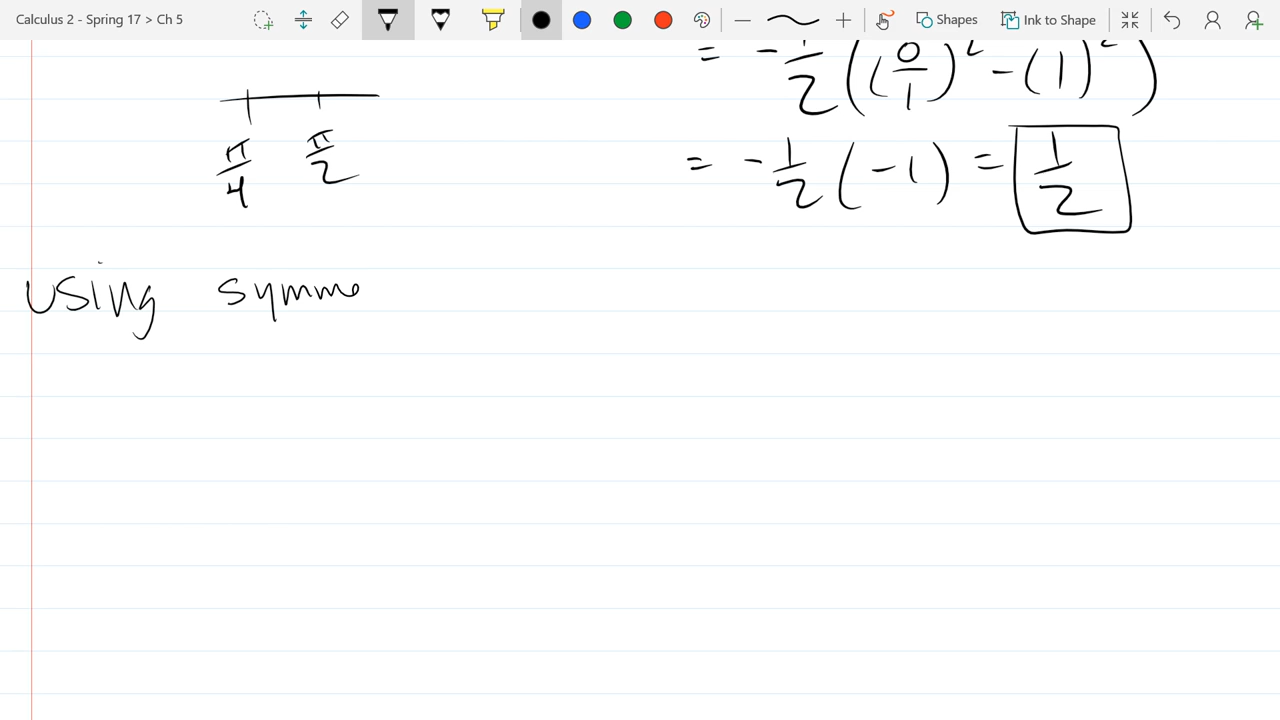 Calculus 2 - Spring 17 > Ch 5
Shapes
Ink to Shape
= -1/2((0/1)² - (1)²)
π/4 π/2
= -1/2(-1) = 1/2
Using symme